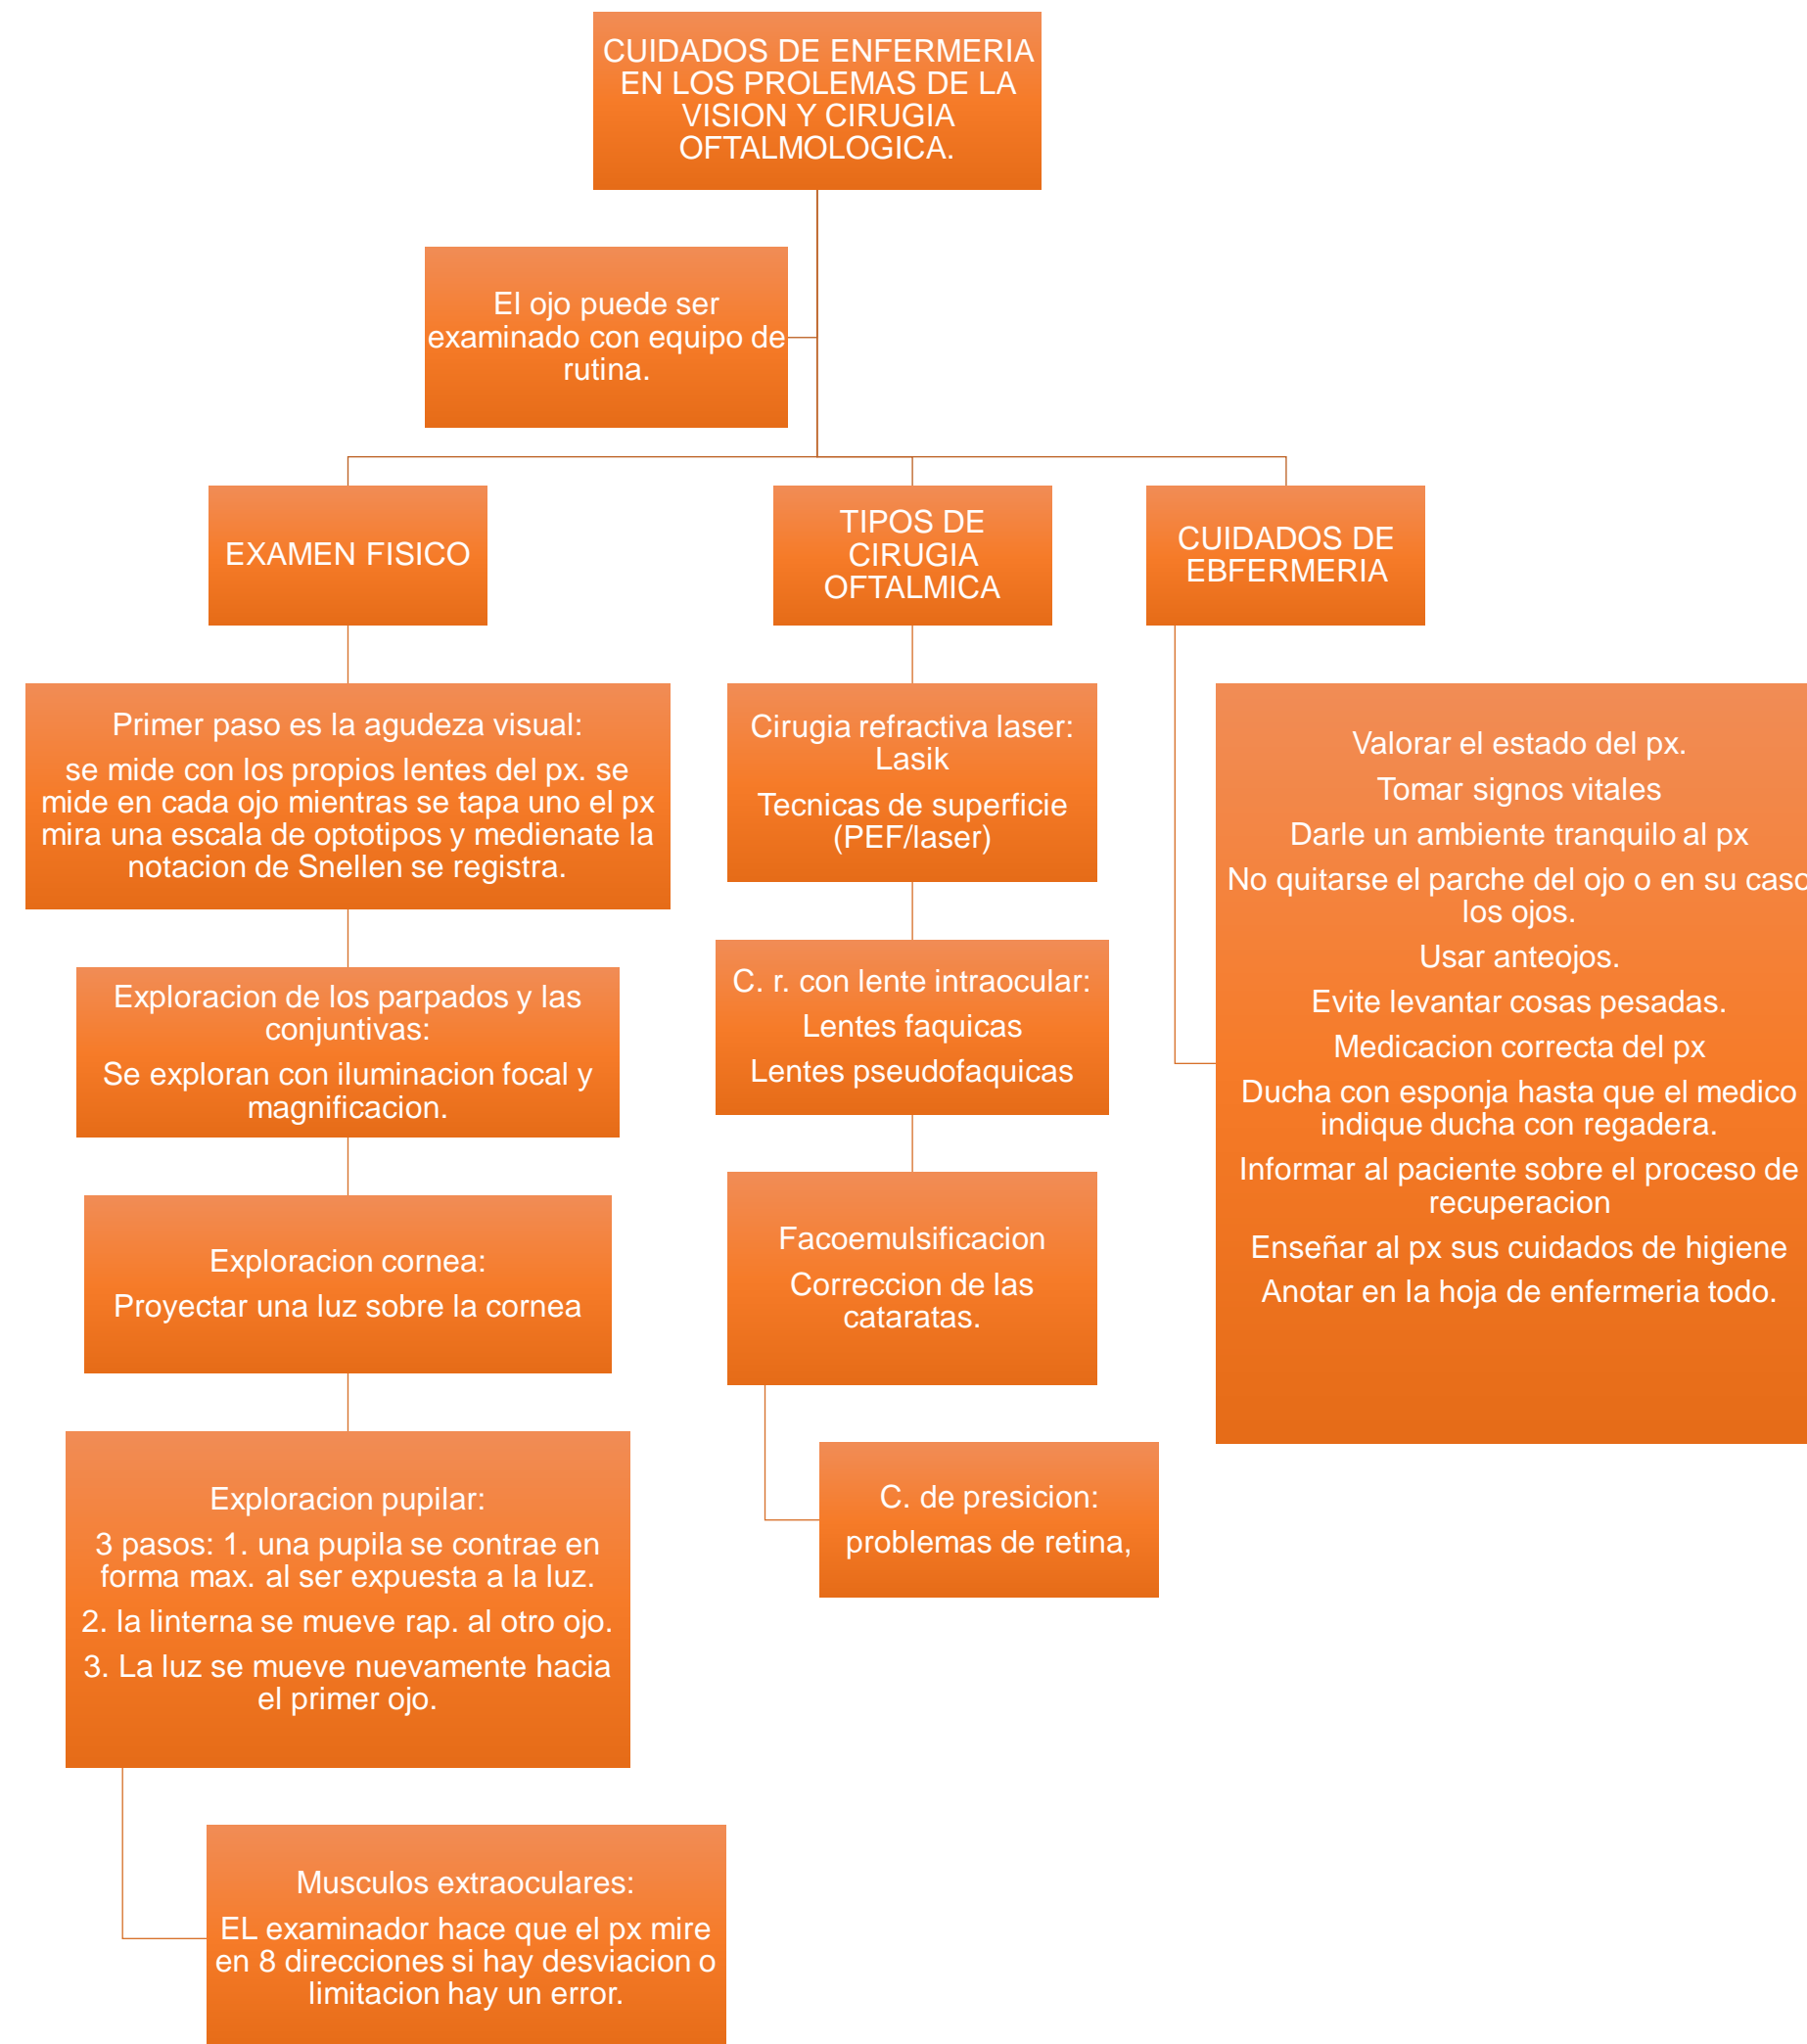 CUIDADOS DE ENFERMERIA
EN LOS PROLEMAS DE LA
VISION Y CIRUGIA
OFTALMOLOGICA.
El ojo puede ser
examinado con equipo de
rutina.
EXAMEN FISICO
Primer paso es la agudeza visual:
se mide con los propios lentes del px. se
mide en cada ojo mientras se tapa uno el px
mira una escala de optotipos y medienate la
notacion de Snellen se registra.
Exploracion de los parpados y las
conjuntivas:
Se exploran con iluminacion focal y
magnificacion.
Exploracion cornea:
Proyectar una luz sobre la cornea
Exploracion pupilar:
3 pasos: 1. una pupila se contrae en
forma max. al ser expuesta a la luz.
2. la linterna se mueve rap. al otro ojo.
3. La luz se mueve nuevamente hacia
el primer ojo.
Musculos extraoculares:
EL examinador hace que el px mire
en 8 direcciones si hay desviacion o
limitacion hay un error.
TIPOS DE
CIRUGIA
OFTALMICA
Cirugia refractiva laser:
Lasik
Tecnicas de superficie
(PEF/laser)
C. r. con lente intraocular:
Lentes faquicas
Lentes pseudofaquicas
Facoemulsificacion
Correccion de las
cataratas.
C. de presicion:
problemas de retina,
CUIDADOS DE
EBFERMERIA
Valorar el estado del px.
Tomar signos vitales
Darle un ambiente tranquilo al px
No quitarse el parche del ojo o en su caso
los ojos.
Usar anteojos.
Evite levantar cosas pesadas.
Medicacion correcta del px
Ducha con esponja hasta que el medico
indique ducha con regadera.
Informar al paciente sobre el proceso de
recuperacion
Enseñar al px sus cuidados de higiene
Anotar en la hoja de enfermeria todo.